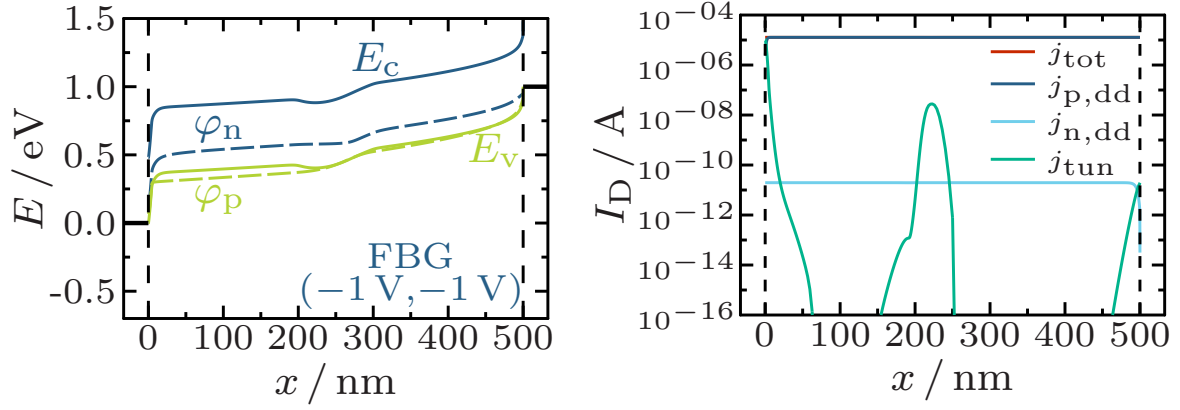 E / eV
1.5
1.0
0.5
0.0
-0.5
E_c
φ_n
E_v
φ_p
FBG
(−1 V,−1 V)
0 100 200 300 400 500
x / nm
I_D / A
10^−04
10^−06
10^−08
10^−10
10^−12
10^−14
10^−16
j_tot
j_p,dd
j_n,dd
j_tun
0 100 200 300 400 500
x / nm